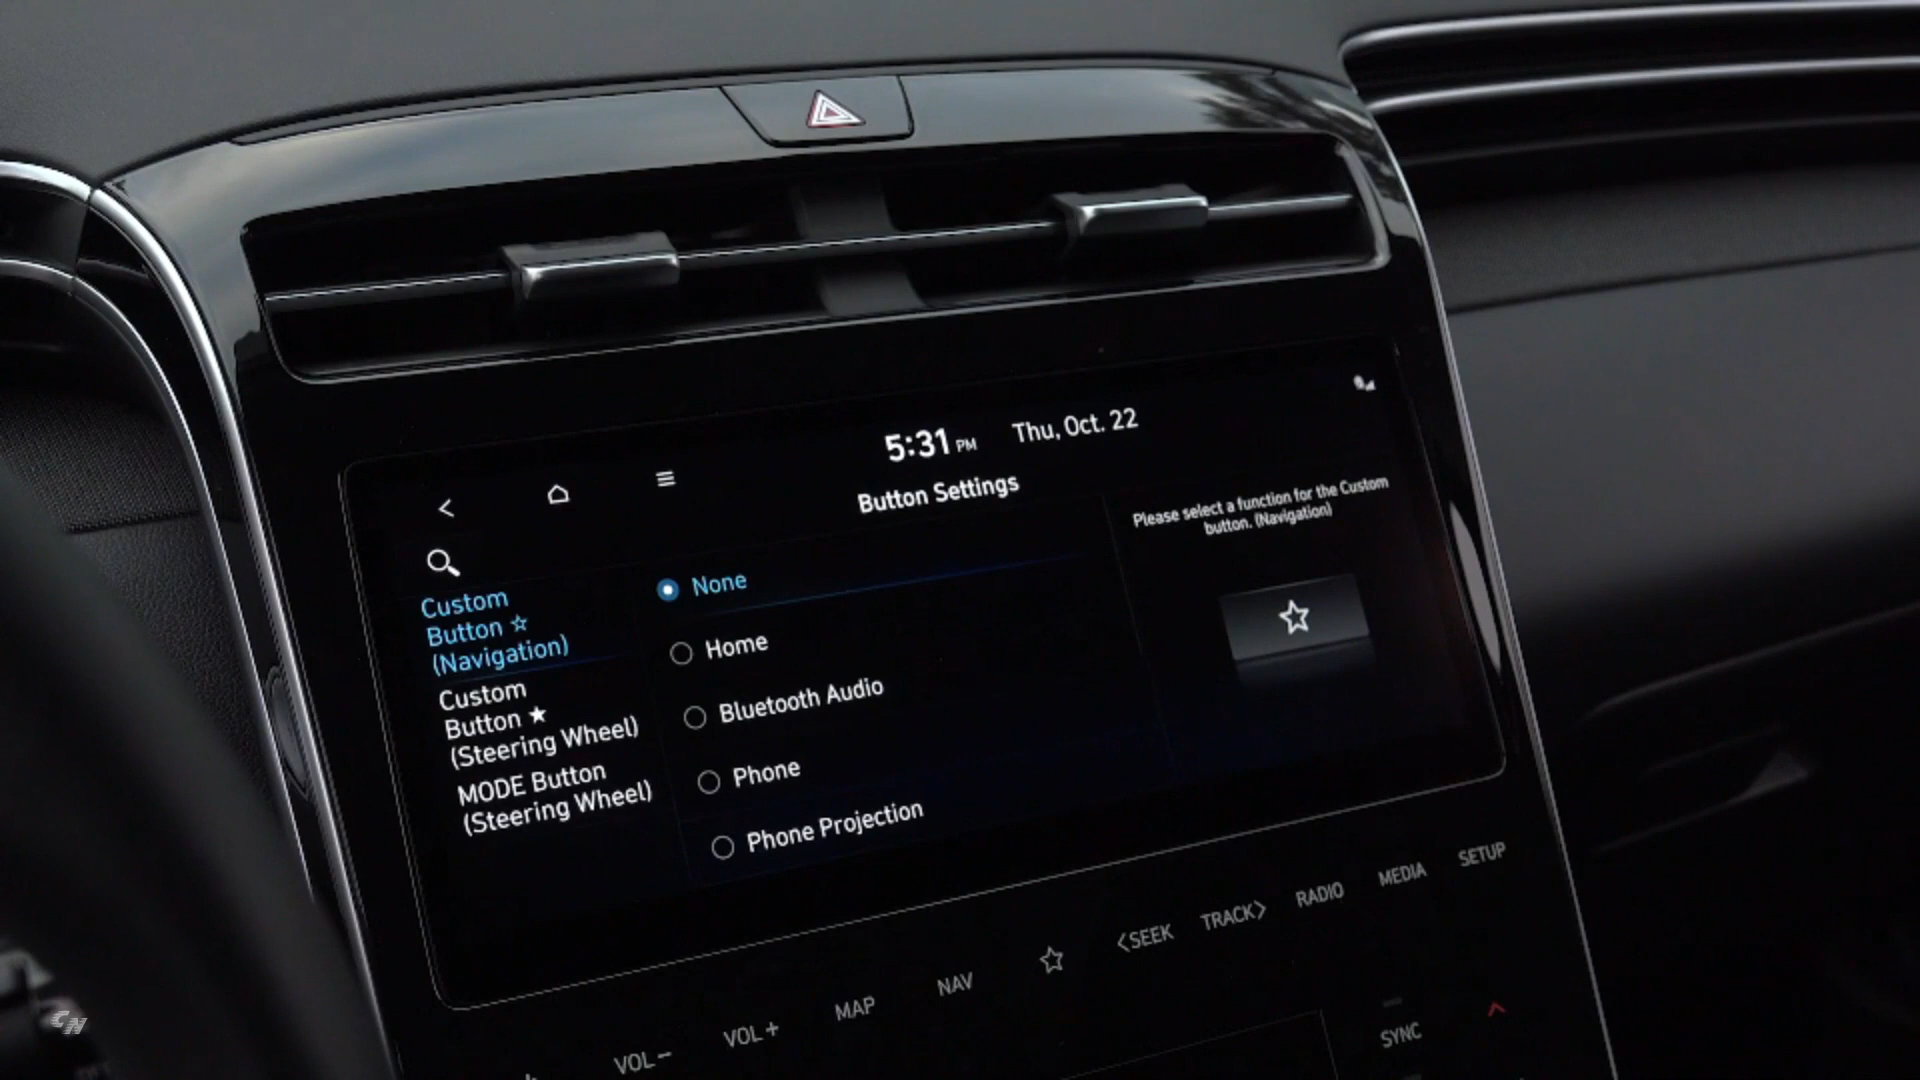 5:31 PM Thu, Oct. 22
Button Settings
Please select a function for the Custom
button. (Navigation)
Custom
Button ☆
(Navigation)
Custom
Button ★
(Steering Wheel)
MODE Button
(Steering Wheel)
None
Home
Bluetooth Audio
Phone
Phone Projection
VOL− VOL+ MAP NAV ☆ <SEEK TRACK> RADIO MEDIA SETUP
SYNC
CN